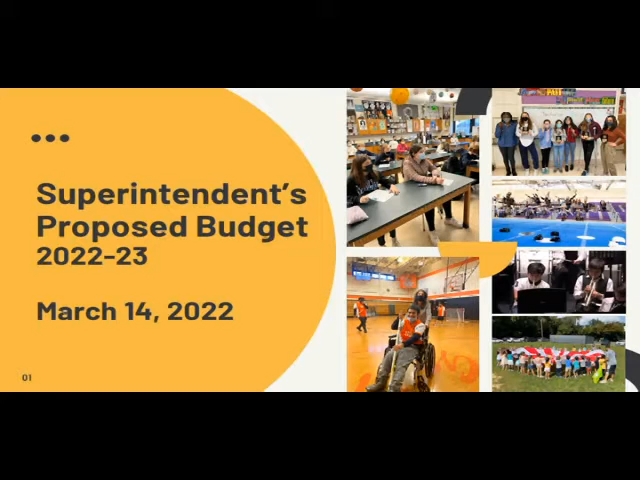 Superintendent's
Proposed Budget
2022-23
March 14, 2022
01